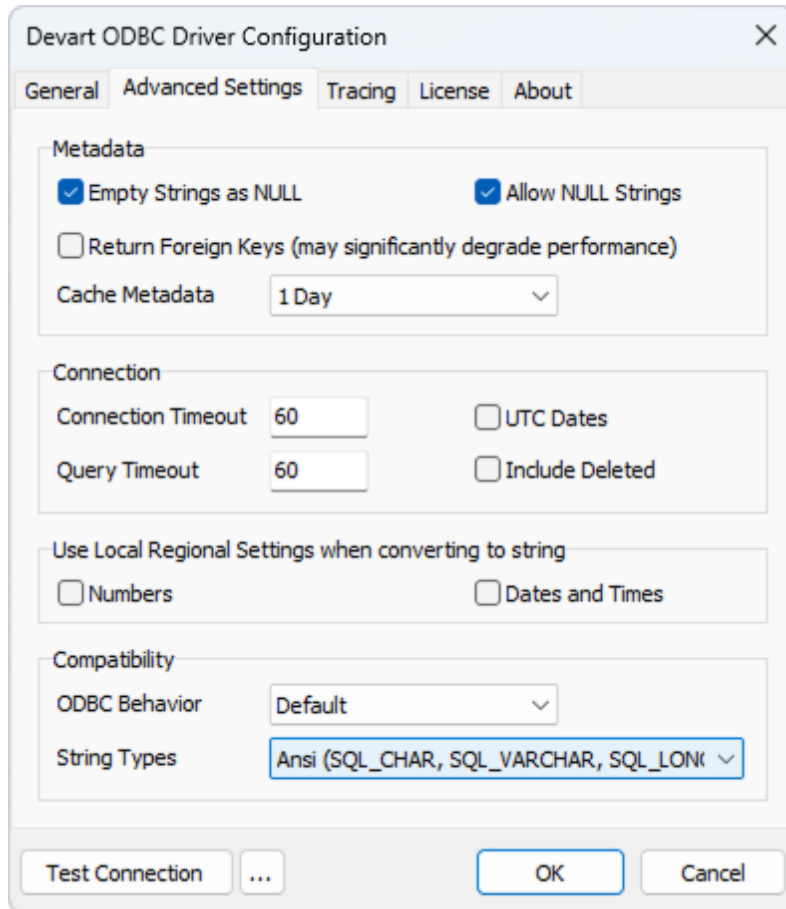 Devart ODBC Driver Configuration
General Advanced Settings Tracing License About
Metadata
Empty Strings as NULL Allow NULL Strings
Return Foreign Keys (may significantly degrade performance)
Cache Metadata 1 Day
Connection
Connection Timeout 60 UTC Dates
Query Timeout 60 Include Deleted
Use Local Regional Settings when converting to string
Numbers Dates and Times
Compatibility
ODBC Behavior Default
String Types Ansi (SQL_CHAR, SQL_VARCHAR, SQL_LONG
Test Connection ... OK Cancel